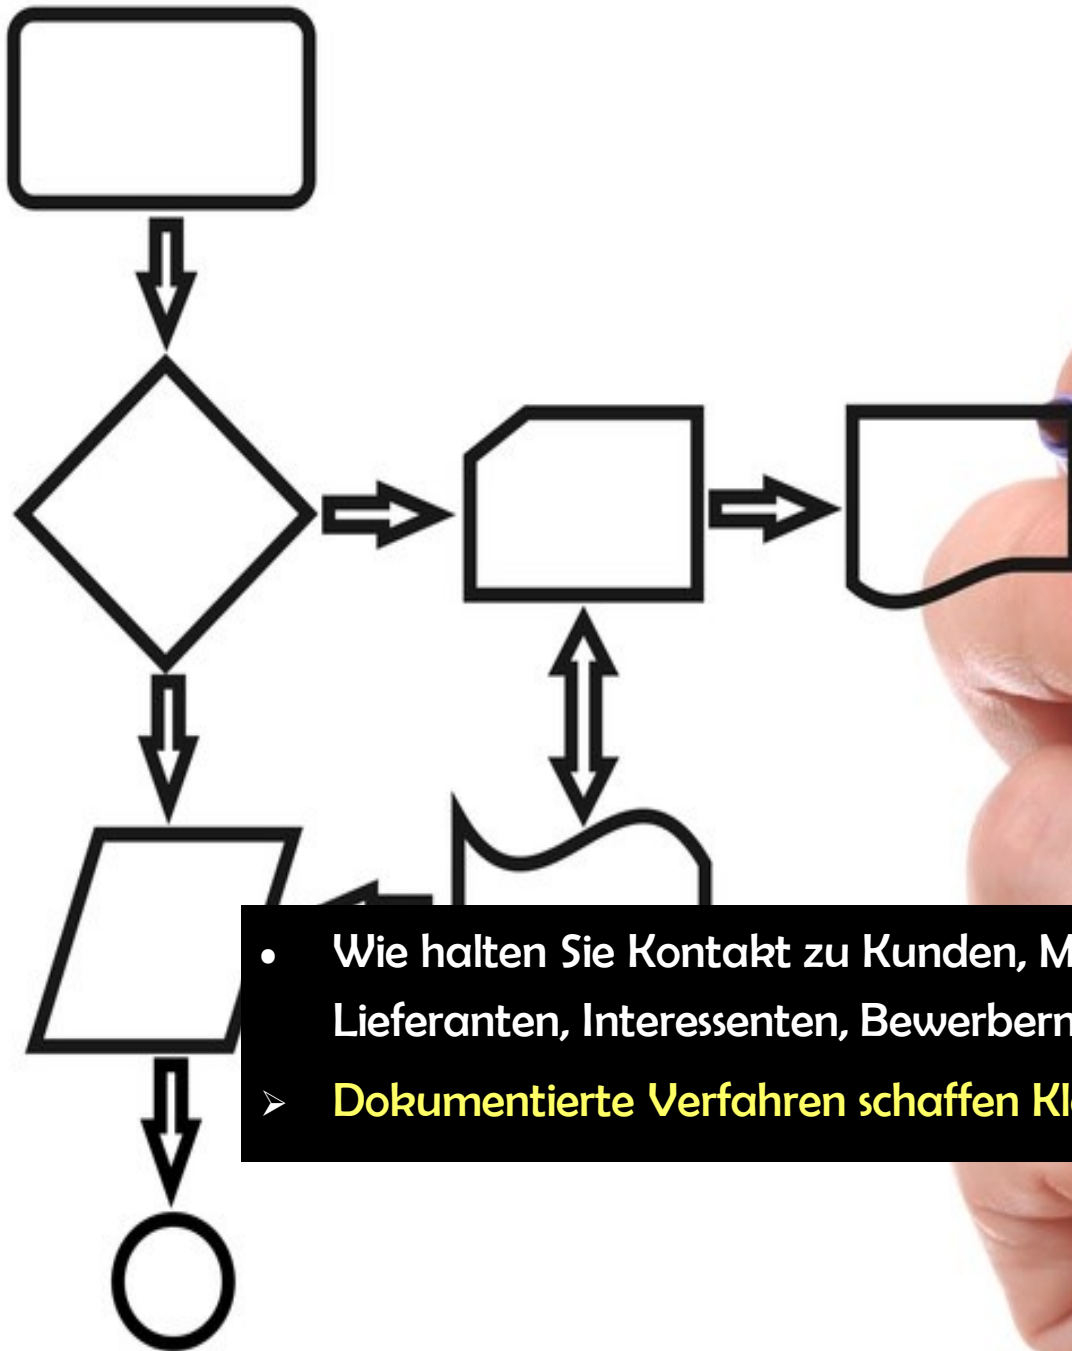 • Wie halten Sie Kontakt zu Kunden,
Lieferanten, Interessenten, Bewerbern
➢ Dokumentierte Verfahren schaffen